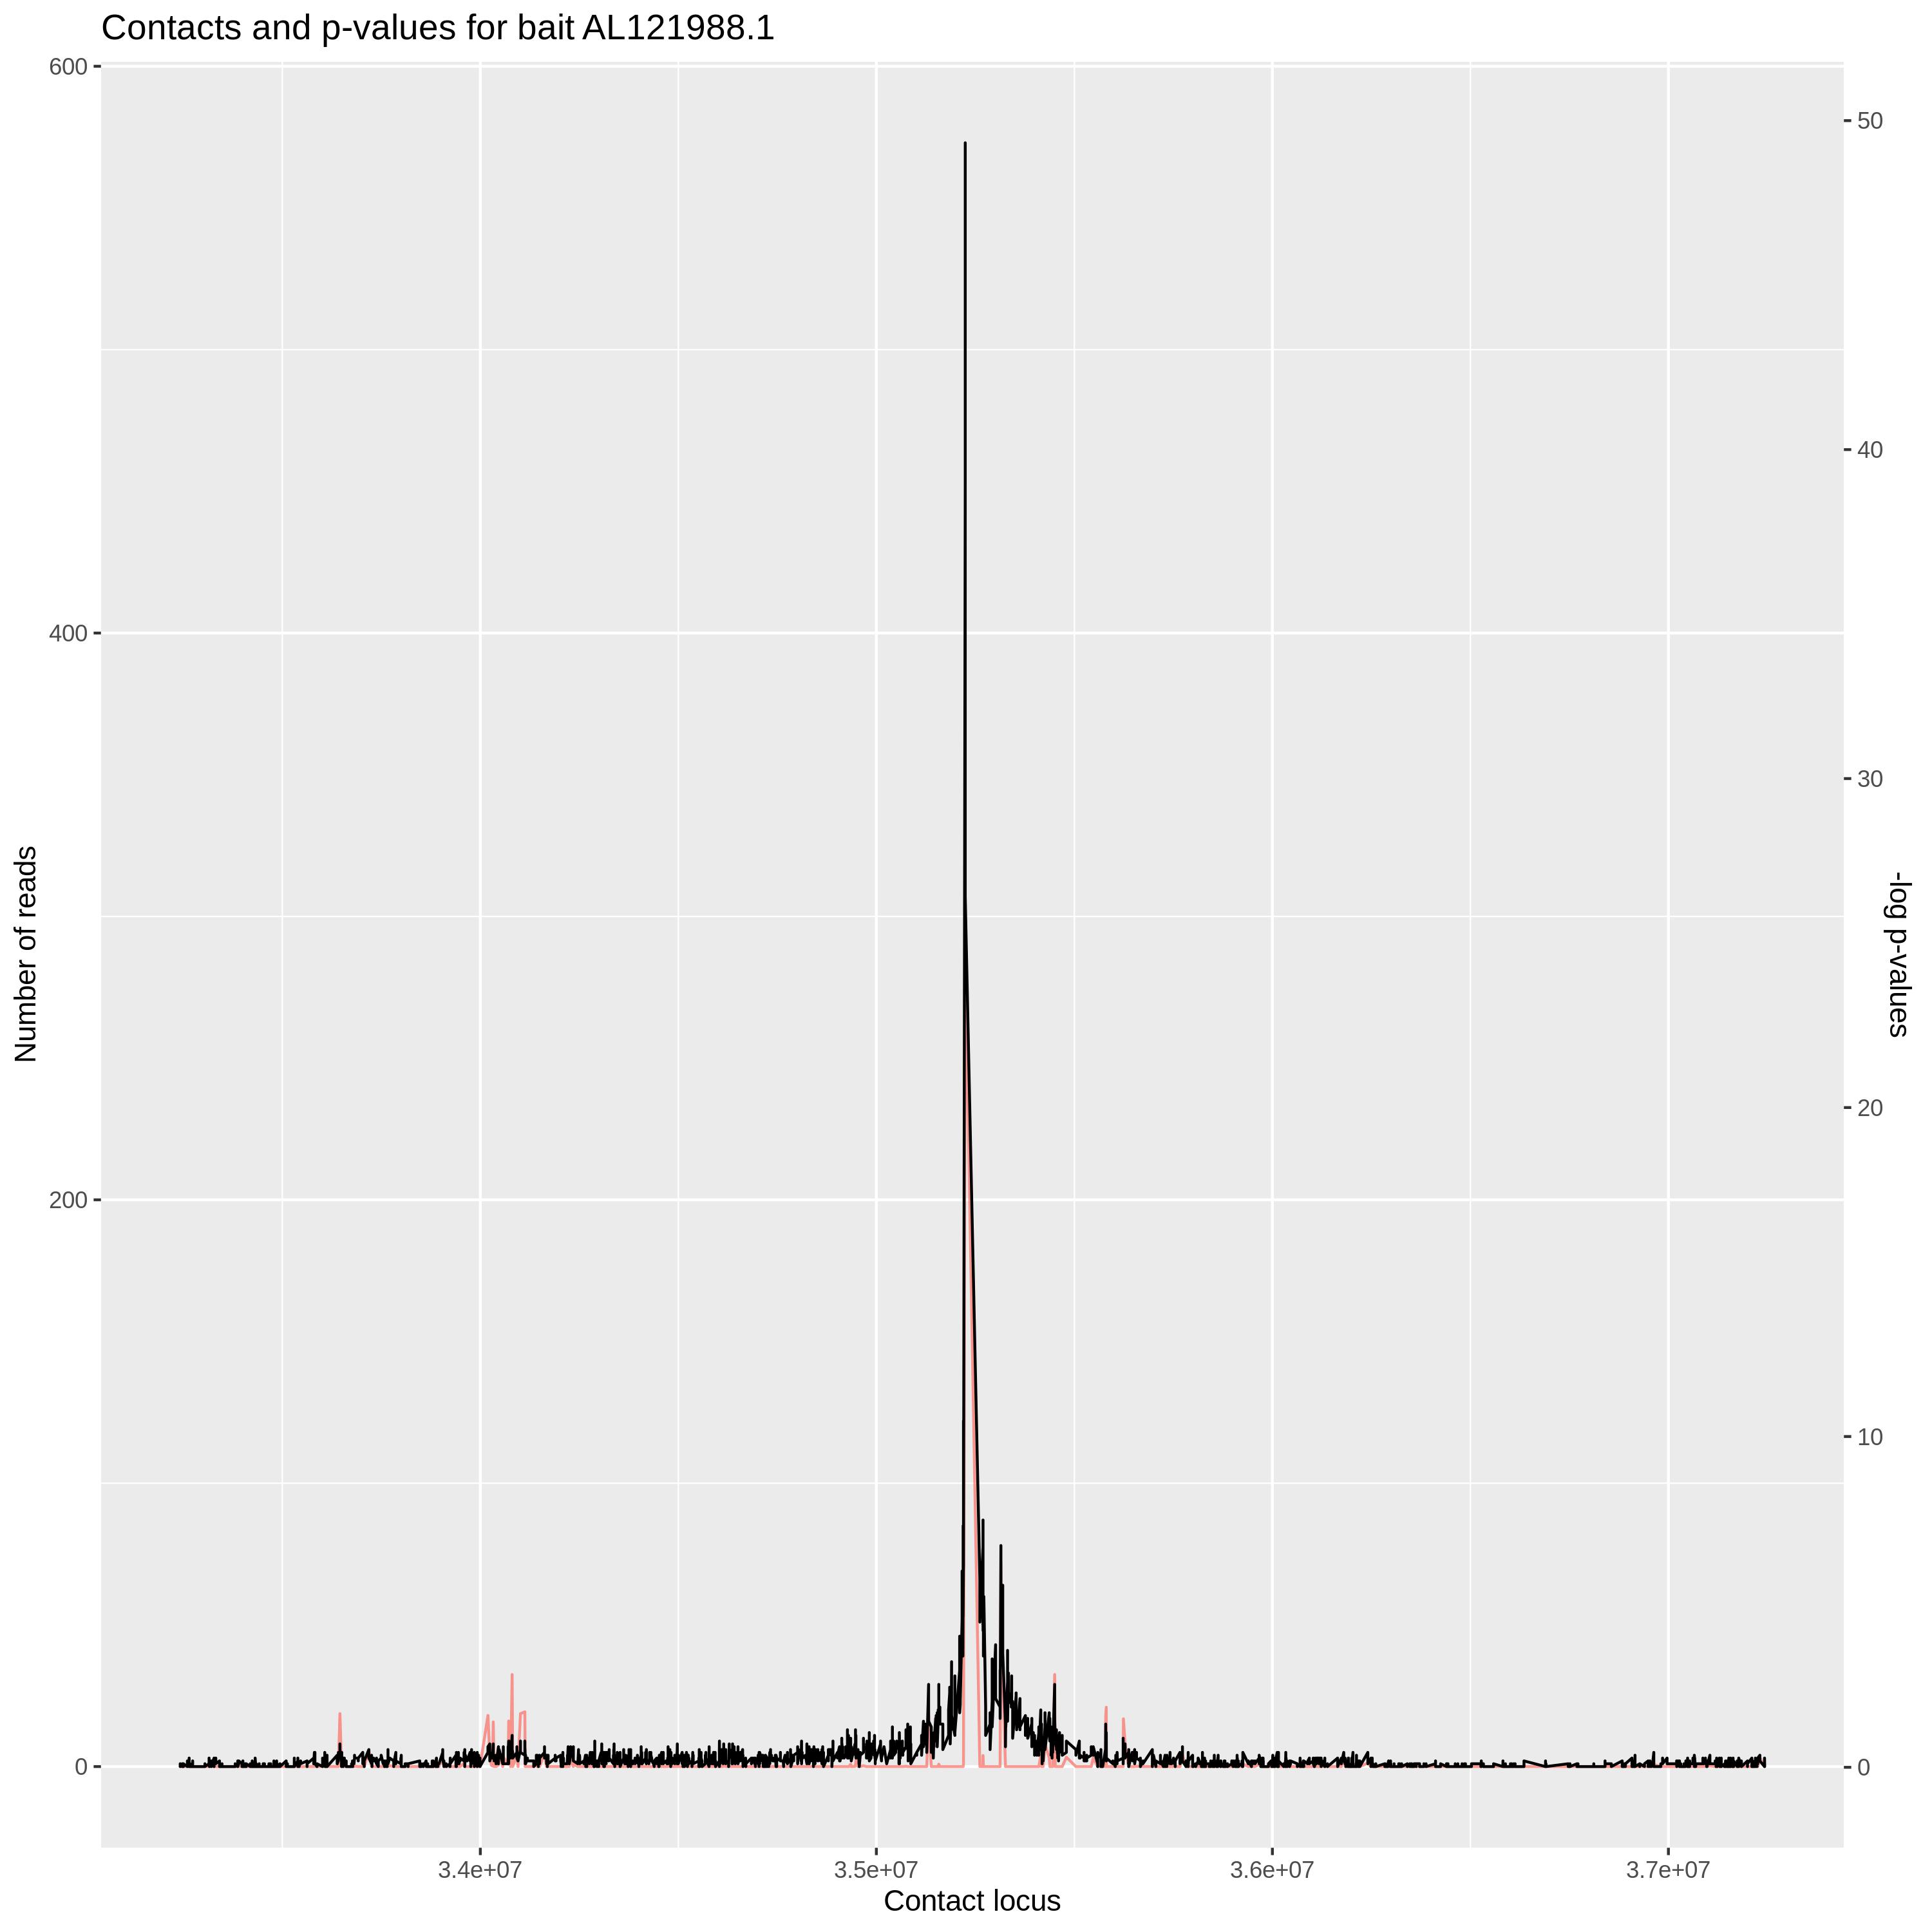 Contacts and p-values for bait AL121988.1
600
400
200
0
Number of reads
50
40
30
20
10
0
-log p-values
3.4e+07
3.5e+07
3.6e+07
3.7e+07
Contact locus